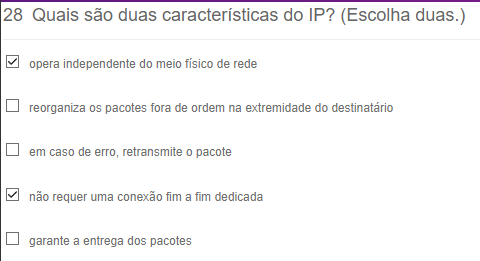 28 Quais são duas características do IP? (Escolha duas.)
opera independente do meio físico de rede
reorganiza os pacotes fora de ordem na extremidade do destinatário
em caso de erro, retransmite o pacote
não requer uma conexão fim a fim dedicada
garante a entrega dos pacotes